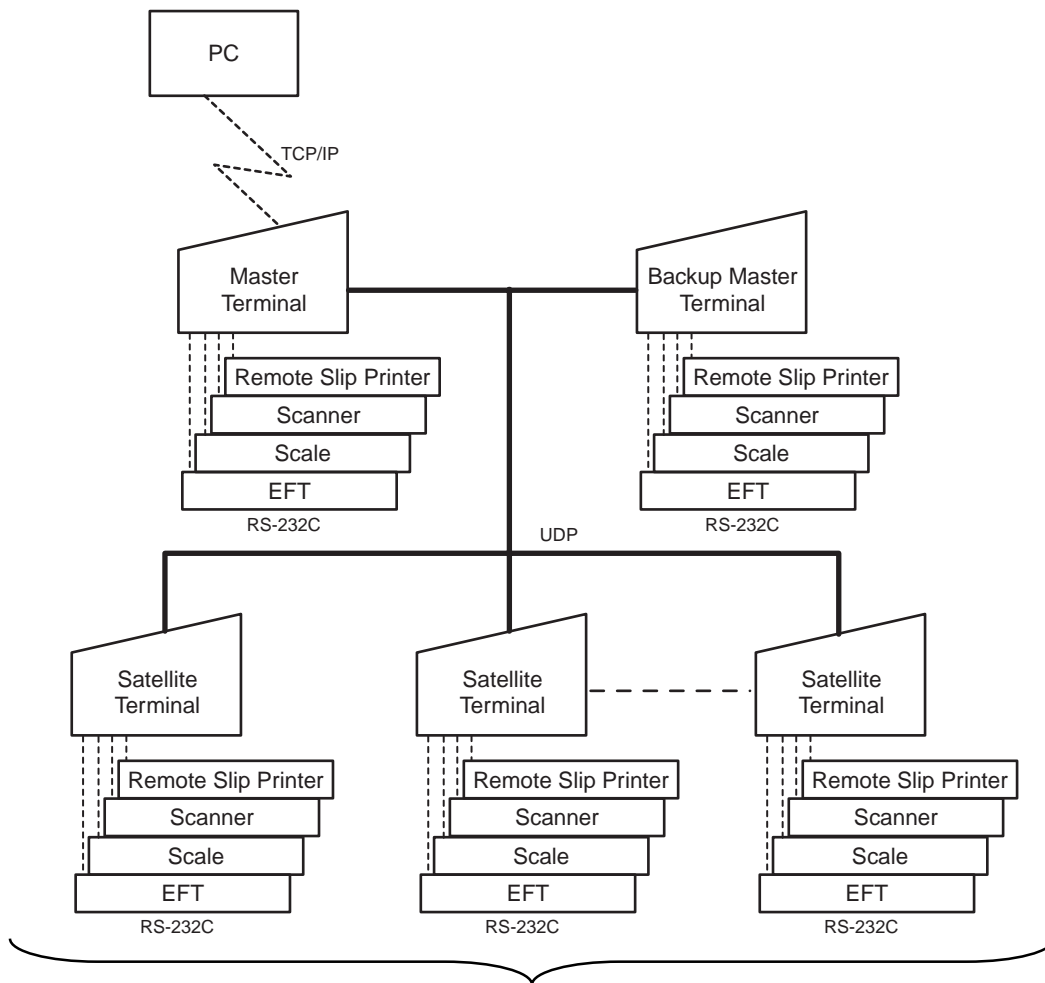 PC
TCP/IP
Master
Terminal
Backup Master
Terminal
Remote Slip Printer
Scanner
Scale
EFT
RS-232C
Remote Slip Printer
Scanner
Scale
EFT
RS-232C
UDP
Satellite
Terminal
Satellite
Terminal
Satellite
Terminal
Remote Slip Printer
Scanner
Scale
EFT
RS-232C
Remote Slip Printer
Scanner
Scale
EFT
RS-232C
Remote Slip Printer
Scanner
Scale
EFT
RS-232C